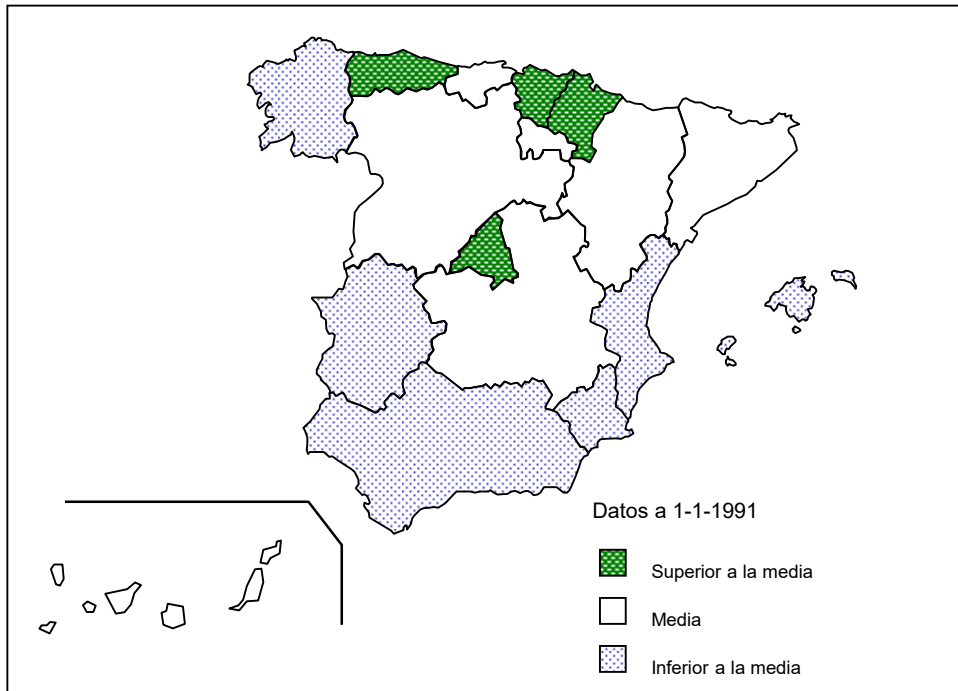 Datos a 1-1-1991
Superior a la media
Media
Inferior a la media